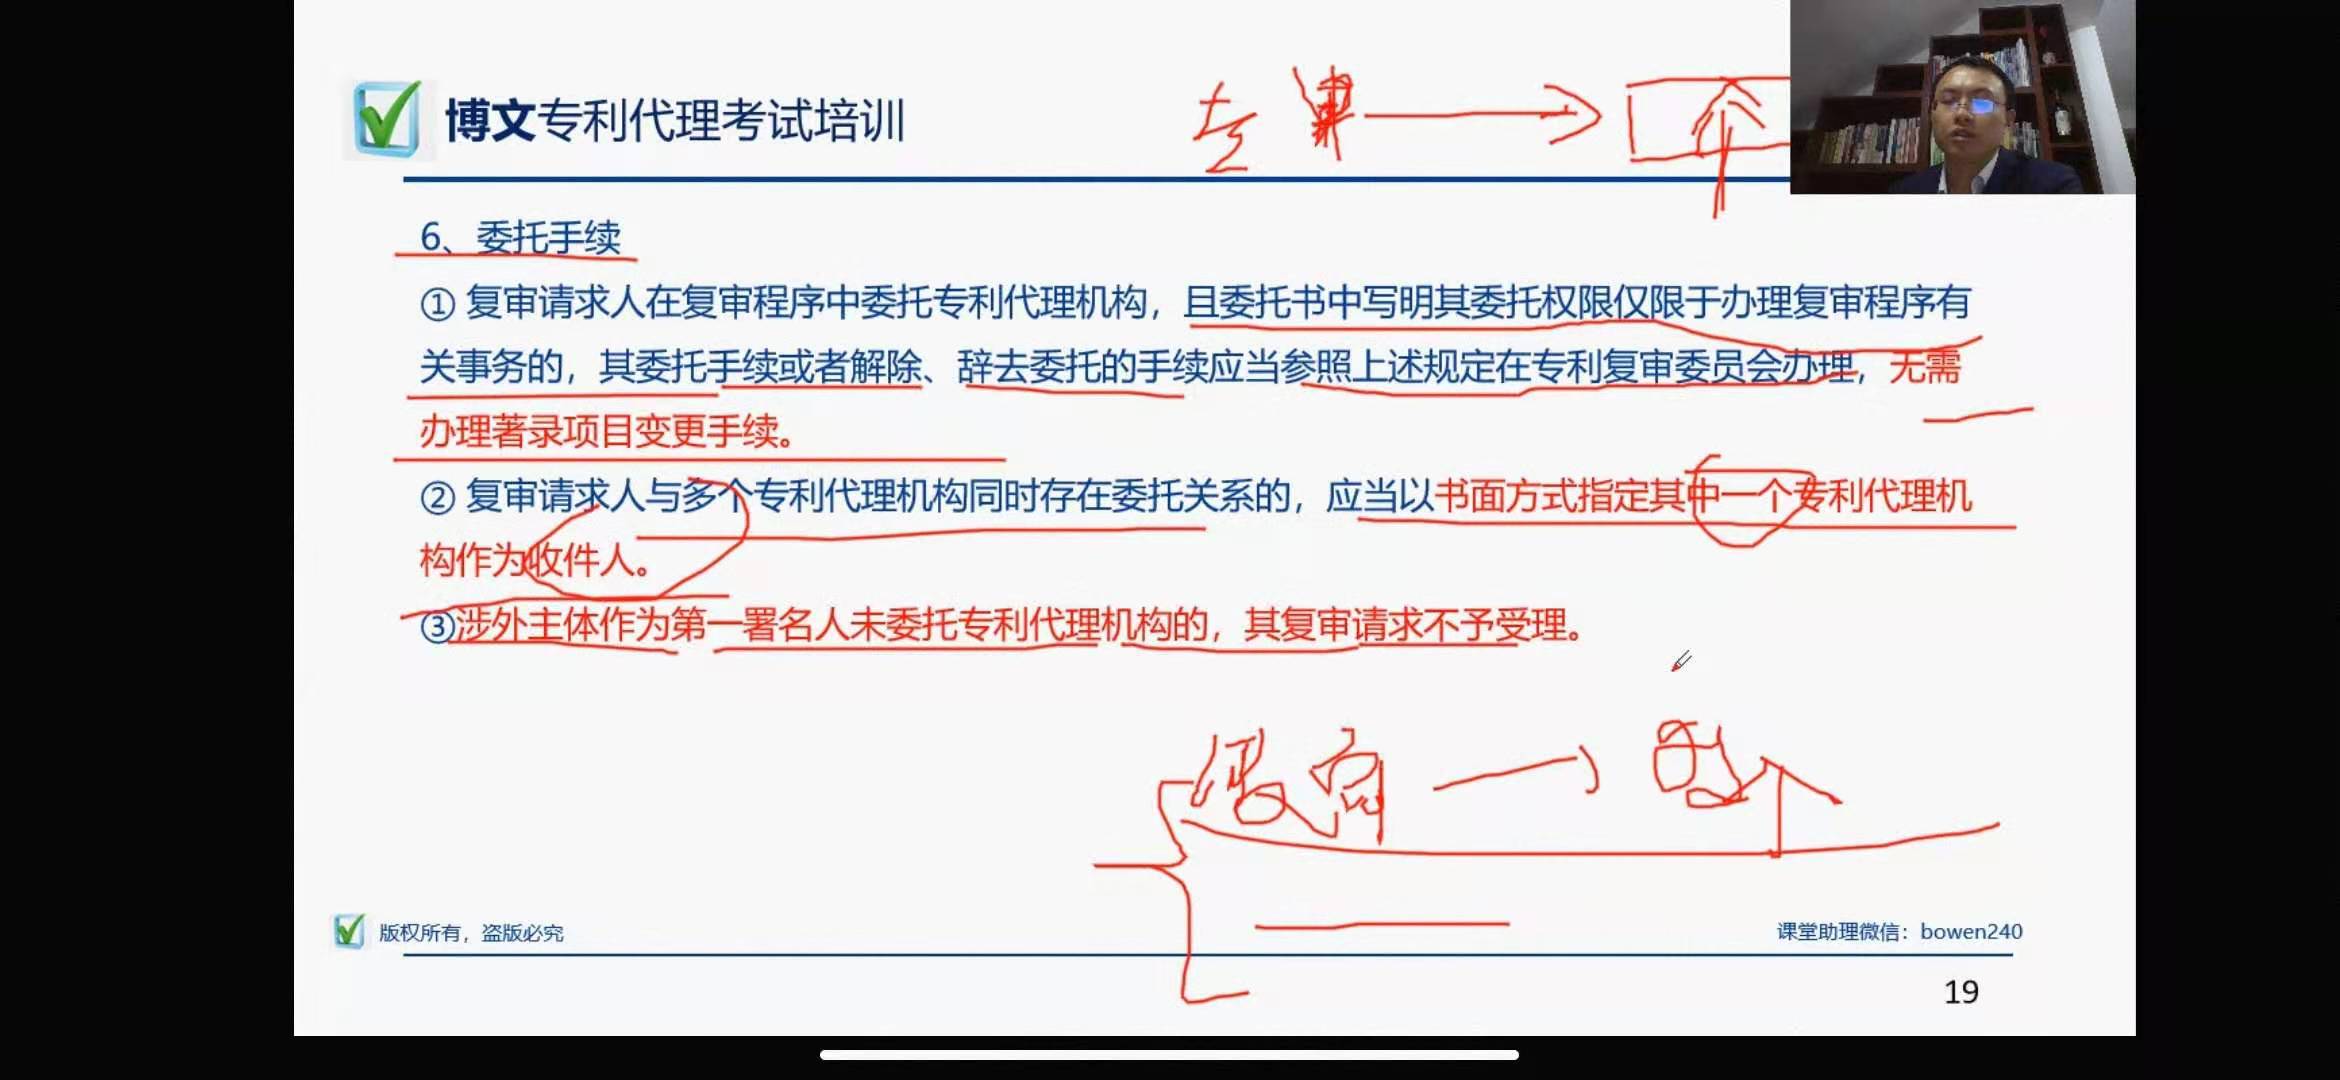 博文专利代理考试培训
6、委托手续
① 复审请求人在复审程序中委托专利代理机构，且委托书中写明其委托权限仅限于办理复审程序有
关事务的，其委托手续或者解除、辞去委托的手续应当参照上述规定在专利复审委员会办理，无需
办理著录项目变更手续。
② 复审请求人与多个专利代理机构同时存在委托关系的，应当以书面方式指定其中一个专利代理机
构作为收件人。
③涉外主体作为第一署名人未委托专利代理机构的，其复审请求不予受理。
版权所有，盗版必究
课堂助理微信：bowen240
19